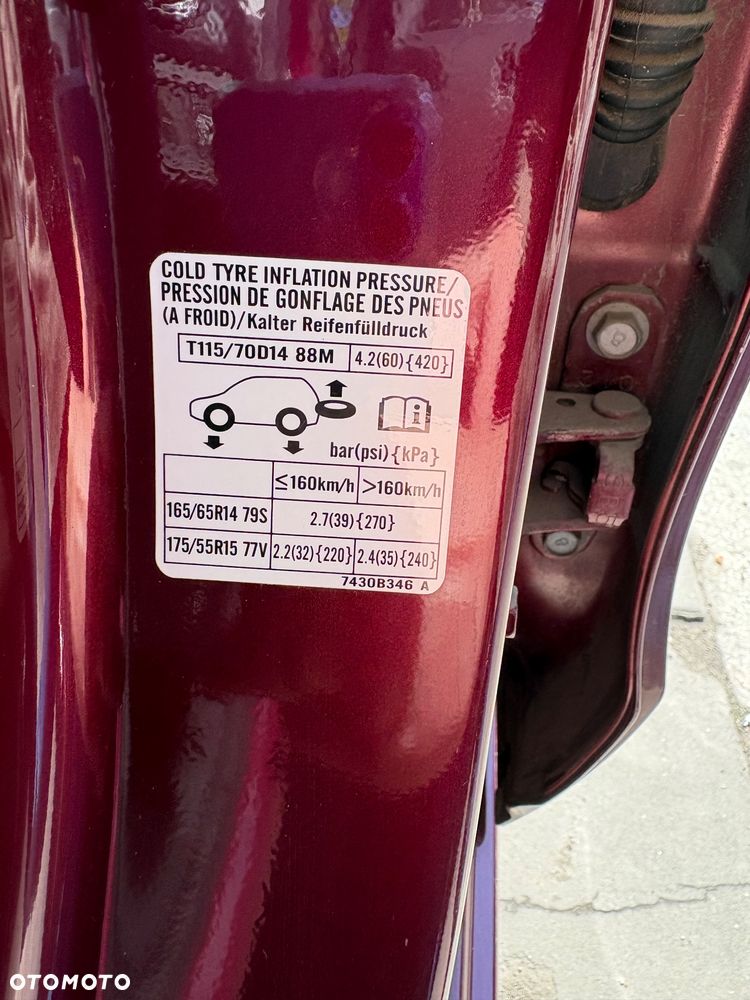 COLD TYRE INFLATION PRESSURE/
PRESSION DE GONFLAGE DES PNEUS
(A FROID)/Kalter Reifenfülldruck
T115/70D14 88M 4.2(60){420}
i
bar(psi){kPa}
≤160km/h >160km/h
165/65R14 79S 2.7(39){270}
175/55R15 77V 2.2(32){220} 2.4(35){240}
7430B346 A
OTOMOTO